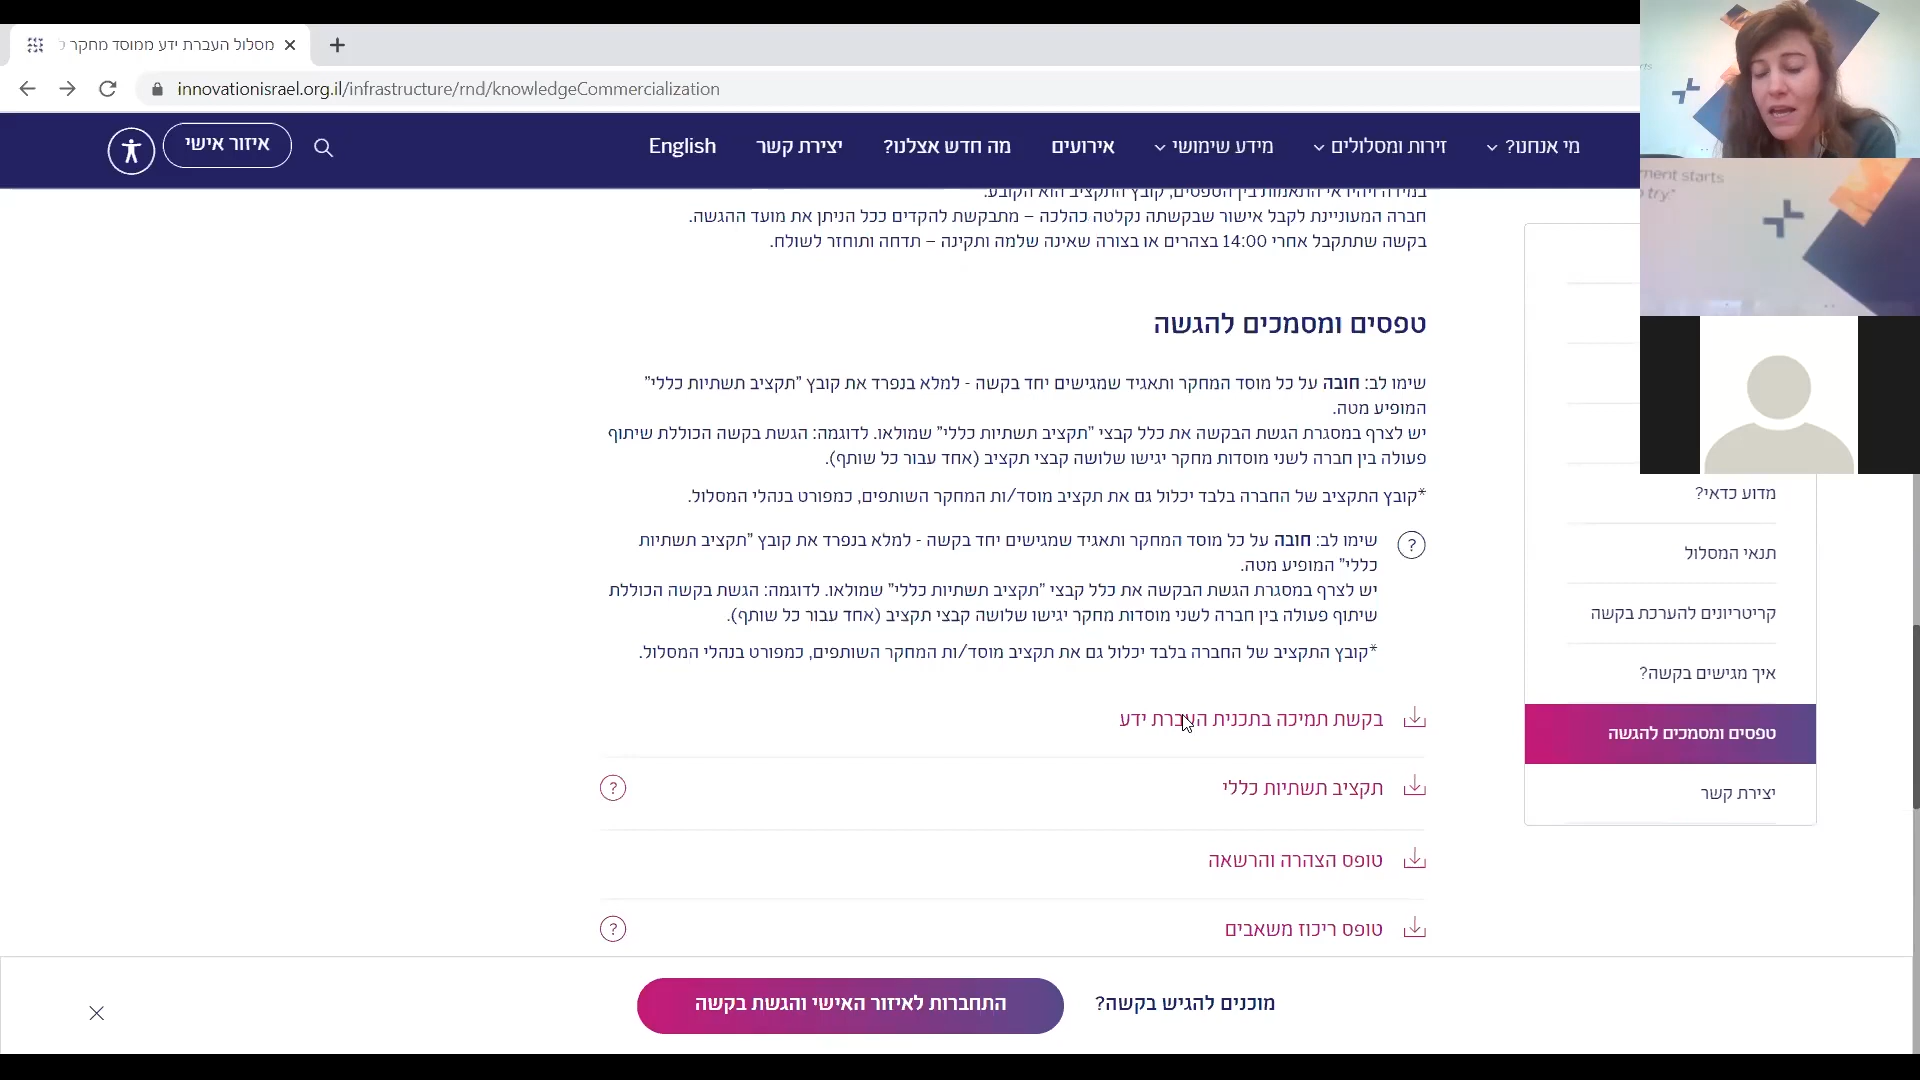 מסלול העברת ידע ממוסד מחקר
innovationisrael.org.il/infrastructure/rnd/knowledgeCommercialization
מי אנחנו?
זירות ומסלולים
מידע שימושי
אירועים
מה חדש אצלנו?
יצירת קשר
English
איזור אישי
במידה ויהיו אי התאמות בין הטפסים, קובץ התקציב הוא הקובע.
חברה המעוניינת לקבל אישור שבקשתה נקלטה כהלכה – מתבקשת להקדים ככל הניתן את מועד ההגשה.
בקשה שתתקבל אחרי 14:00 בצהרים או בצורה שאינה שלמה ותקינה – תדחה ותוחזר לשולח.
טפסים ומסמכים להגשה
שימו לב: חובה על כל מוסד המחקר ותאגיד שמגישים יחד בקשה - למלא בנפרד את קובץ "תקציב תשתיות כללי"
המופיע מטה.
יש לצרף במסגרת הגשת הבקשה את כלל קבצי "תקציב תשתיות כללי" שמולאו. לדוגמה: הגשת בקשה הכוללת שיתוף
פעולה בין חברה לשני מוסדות מחקר יגישו שלושה קבצי תקציב (אחד עבור כל שותף).
*קובץ התקציב של החברה בלבד יכלול גם את תקציב מוסד/ות המחקר השותפים, כמפורט בנהלי המסלול.
?
שימו לב: חובה על כל מוסד המחקר ותאגיד שמגישים יחד בקשה - למלא בנפרד את קובץ "תקציב תשתיות
כללי" המופיע מטה.
יש לצרף במסגרת הגשת הבקשה את כלל קבצי "תקציב תשתיות כללי" שמולאו. לדוגמה: הגשת בקשה הכוללת
שיתוף פעולה בין חברה לשני מוסדות מחקר יגישו שלושה קבצי תקציב (אחד עבור כל שותף).
*קובץ התקציב של החברה בלבד יכלול גם את תקציב מוסד/ות המחקר השותפים, כמפורט בנהלי המסלול.
בקשת תמיכה בתכנית העברת ידע
תקציב תשתיות כללי
?
טופס הצהרה והרשאה
טופס ריכוז משאבים
?
מדוע כדאי?
תנאי המסלול
קריטריונים להערכת בקשה
איך מגישים בקשה?
טפסים ומסמכים להגשה
יצירת קשר
מוכנים להגיש בקשה?
התחברות לאיזור האישי והגשת בקשה
starts
try."